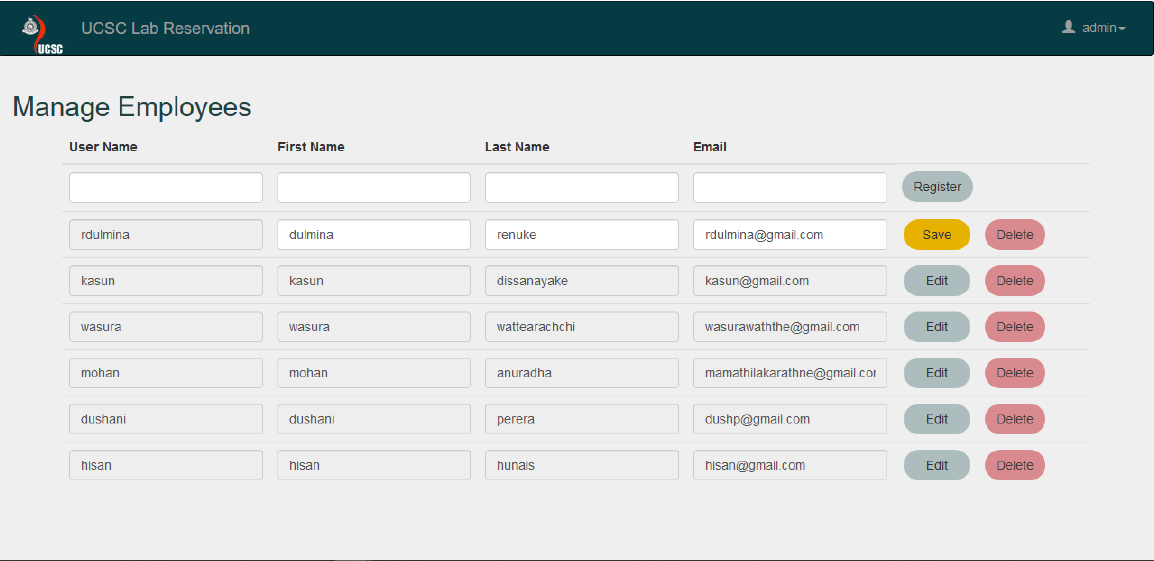 UCSC UCSC Lab Reservation admin
Manage Employees
User Name First Name Last Name Email
Register
rdulmina dulmina renuke rdulmina@gmail.com Save Delete
kasun kasun dissanayake kasun@gmail.com Edit Delete
wasura wasura wattearachchi wasurawaththe@gmail.com Edit Delete
mohan mohan anuradha mamathilakarathne@gmail.cor Edit Delete
dushani dushani perera dushp@gmail.com Edit Delete
hisan hisan hunais hisan@gmail.com Edit Delete